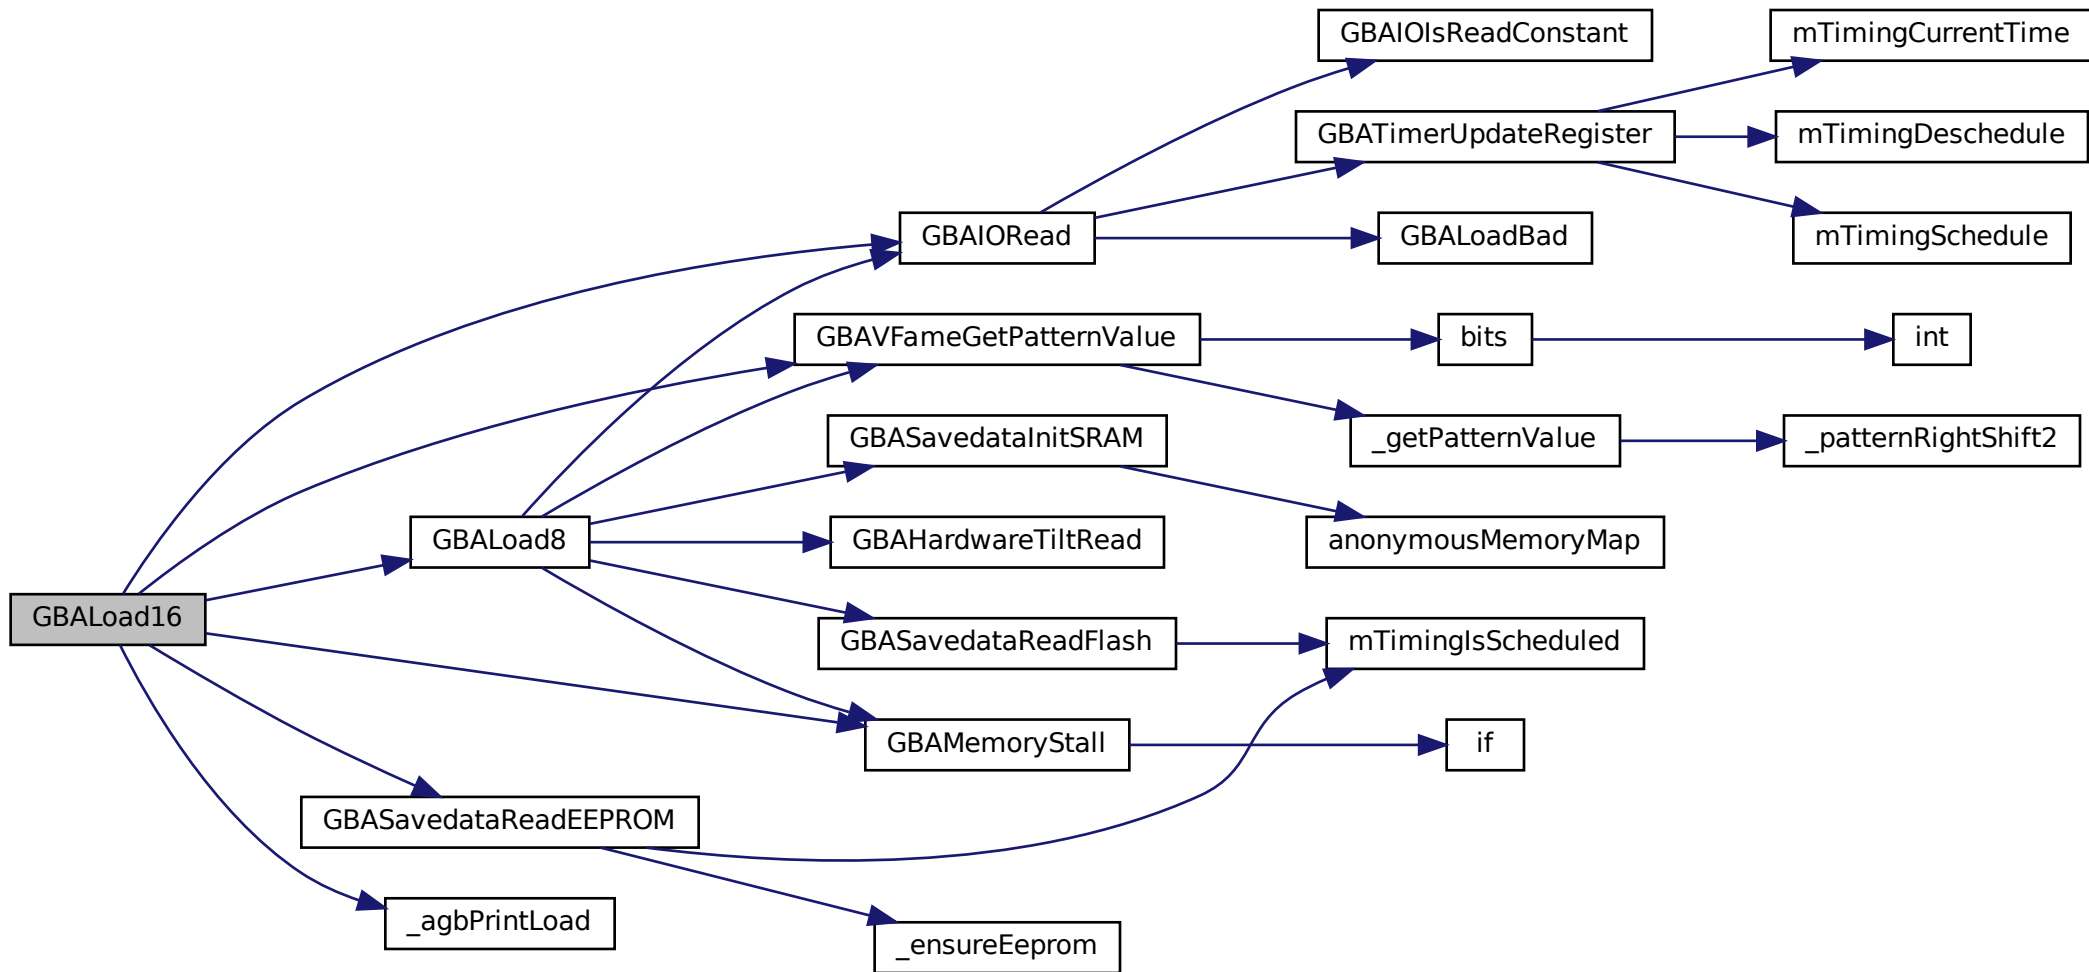 GBAIOIsReadConstant
mTimingCurrentTime
GBATimerUpdateRegister
mTimingDeschedule
GBAIORead
GBALoadBad
mTimingSchedule
GBAVFameGetPatternValue
bits
int
GBASavedataInitSRAM
_getPatternValue
_patternRightShift2
GBALoad8
GBAHardwareTiltRead
anonymousMemoryMap
GBALoad16
GBASavedataReadFlash
mTimingIsScheduled
GBAMemoryStall
if
GBASavedataReadEEPROM
_agbPrintLoad
_ensureEeprom